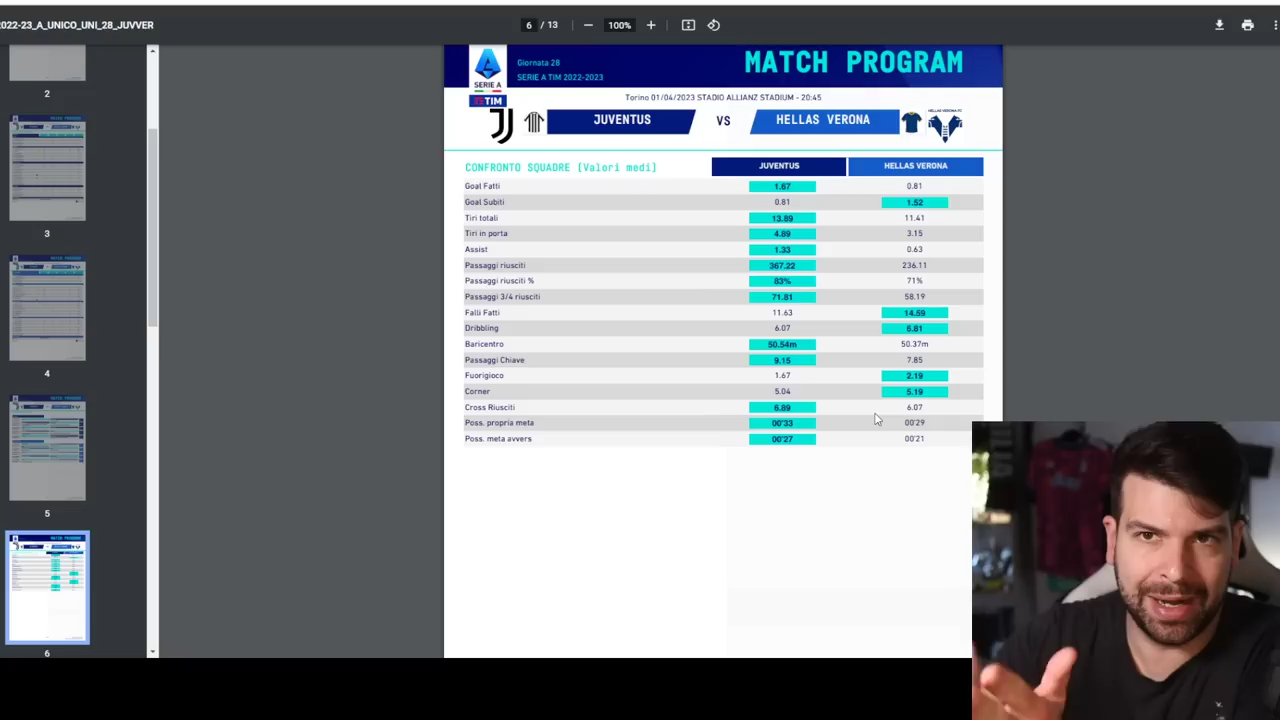 2022-23_A_UNICO_UNI_28_JUVVER
6 / 13
100%
2
3
4
5
6
SERIE A
TIM
Giornata 28
SERIE A TIM 2022-2023
MATCH PROGRAM
Torino 01/04/2023 STADIO ALLIANZ STADIUM - 20:45
JUVENTUS VS HELLAS VERONA
HELLAS VERONA FC
CONFRONTO SQUADRE [Valori medi] JUVENTUS HELLAS VERONA
Goal Fatti 1.67 0.81
Goal Subiti 0.81 1.52
Tiri totali 13.89 11.41
Tiri in porta 4.89 3.15
Assist 1.33 0.63
Passaggi riusciti 367.22 236.11
Passaggi riusciti % 83% 71%
Passaggi 3/4 riusciti 71.81 58.19
Falli Fatti 11.63 14.59
Dribbling 6.07 6.81
Baricentro 50.54m 50.37m
Passaggi Chiave 9.15 7.85
Fuorigioco 1.67 2.19
Corner 5.04 5.19
Cross Riusciti 6.89 6.07
Poss. propria meta 00'33 00'29
Poss. meta avvers 00'27 00'21